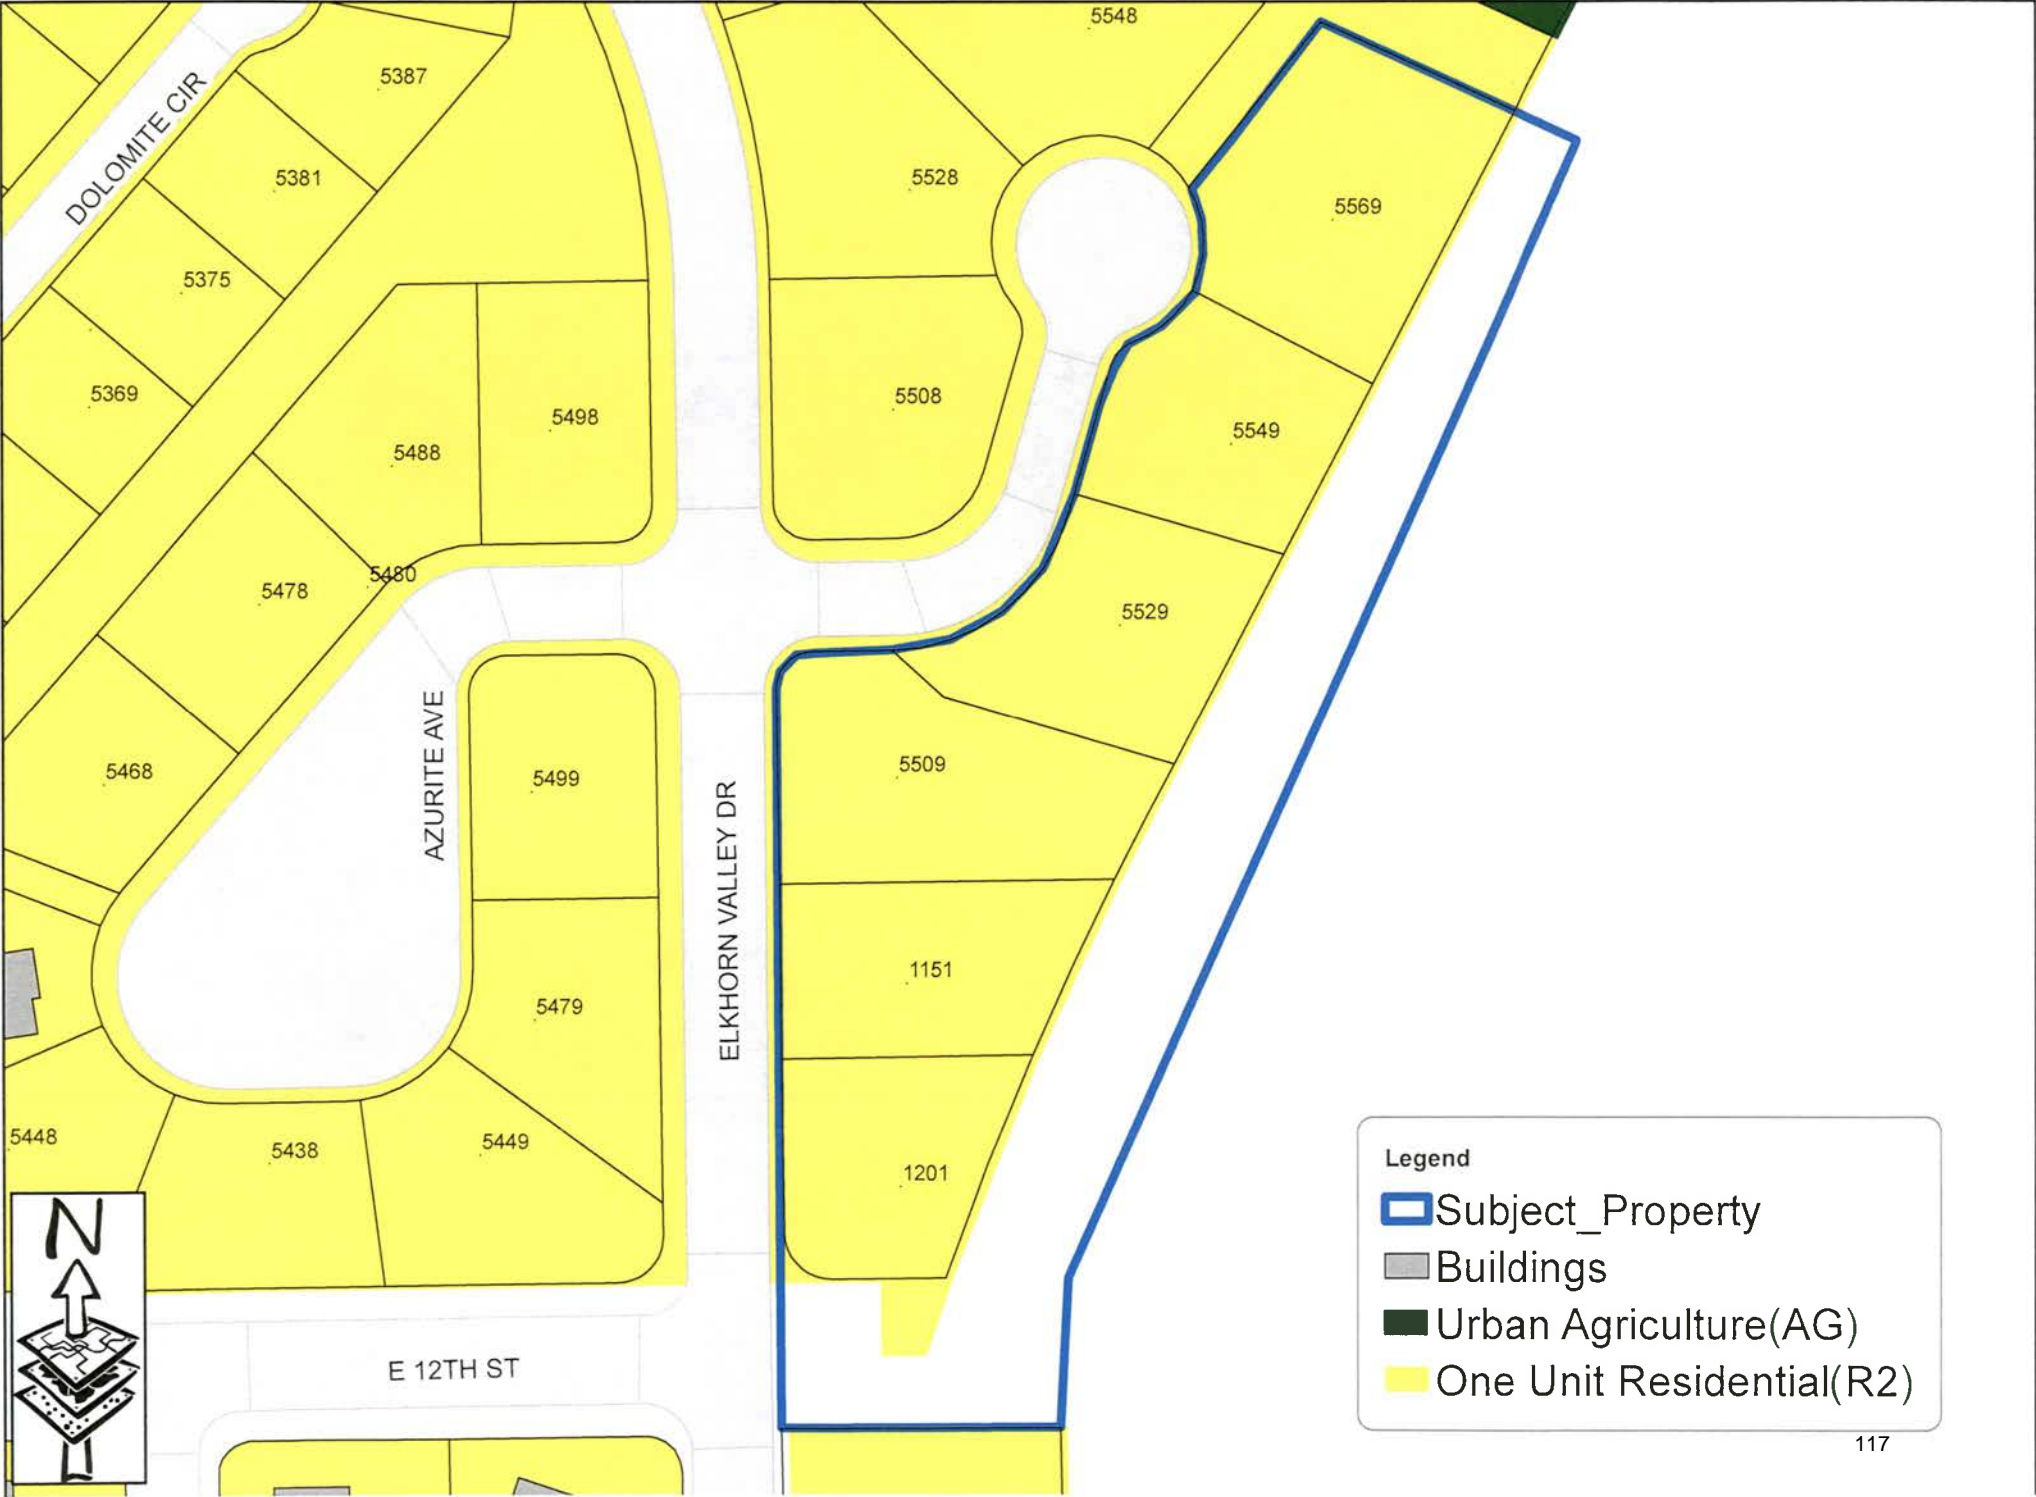 5548
5387
DOLOMITE CIR
5381
5528
5569
5375
5369
5508
5498
5549
5488
5480
5478
5529
5468
AZURITE AVE
5499
5509
ELKHORN VALLEY DR
1151
5479
5448
5438
5449
1201
N
E 12TH ST
Legend
Subject_Property
Buildings
Urban Agriculture(AG)
One Unit Residential(R2)
117